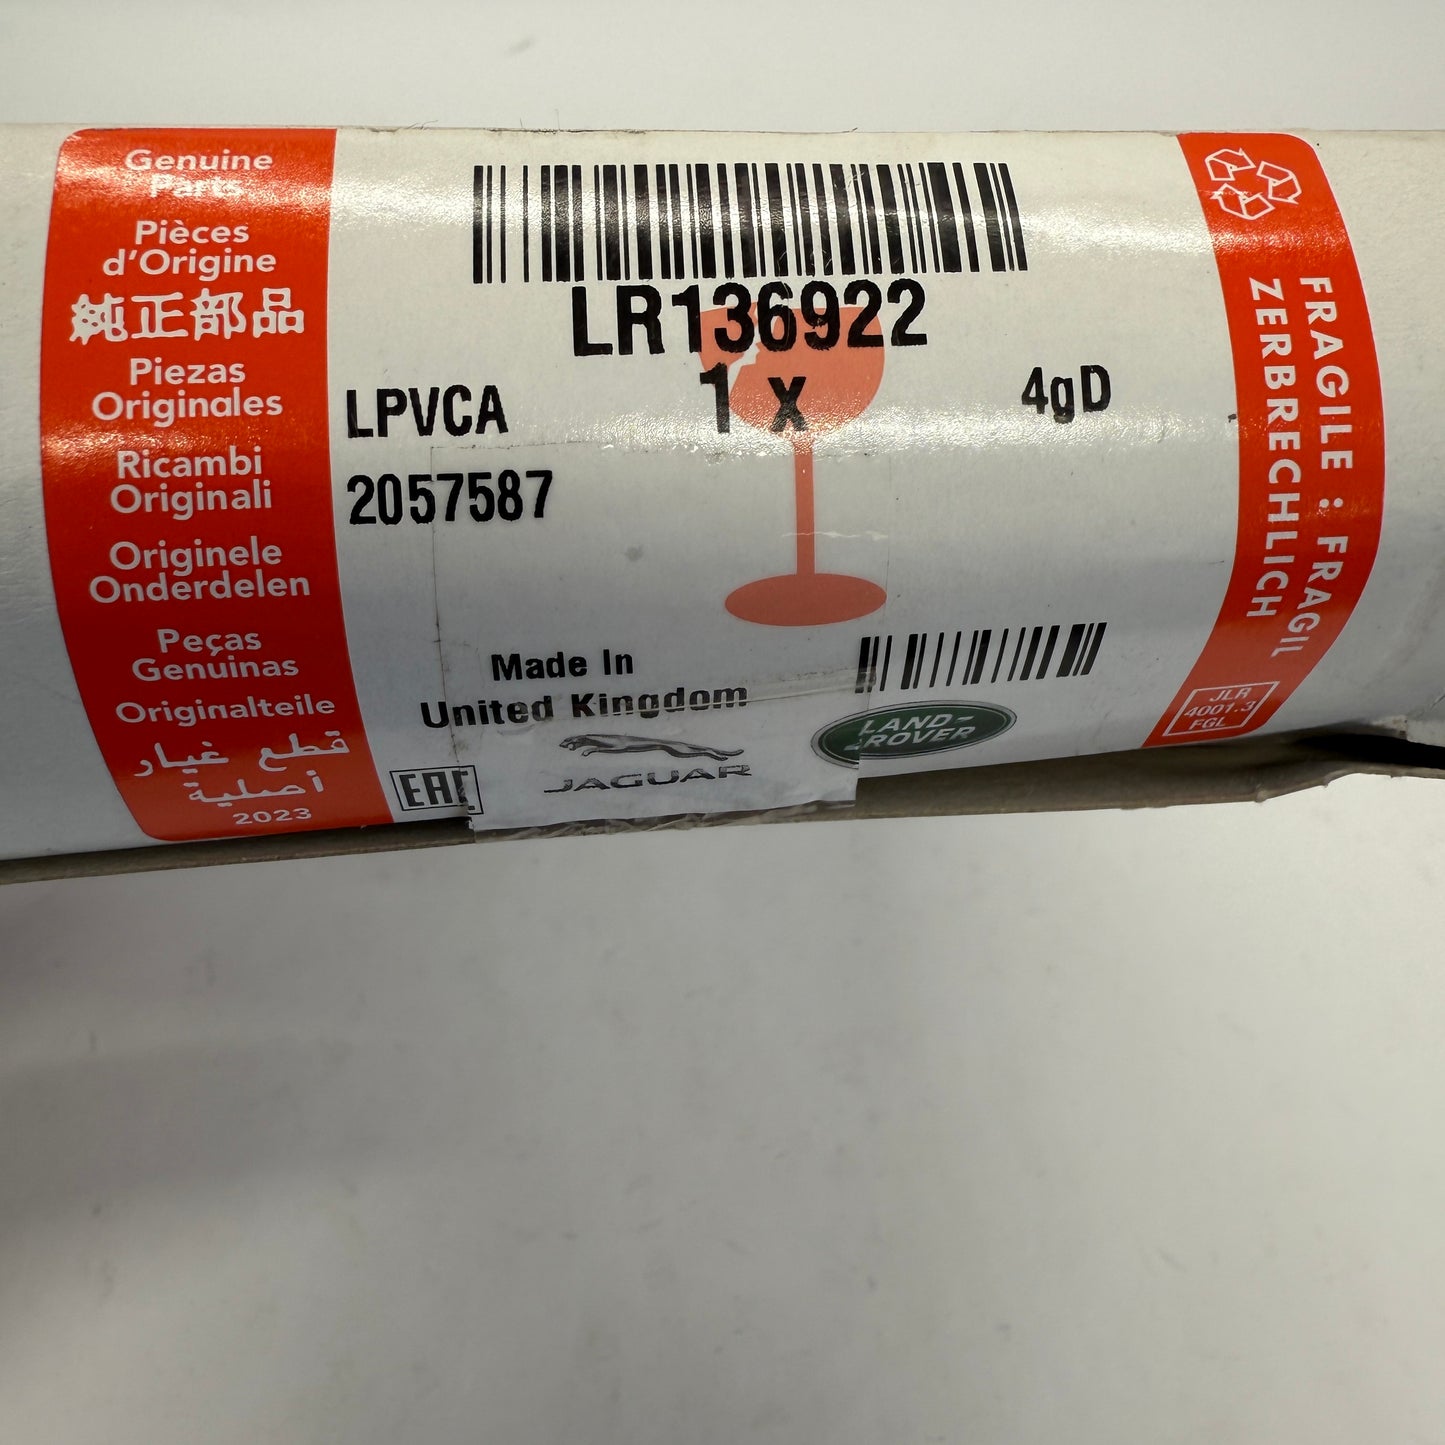 Genuine
Parts
Pièces
d'Origine
純正部品
Piezas
Originales
Ricambi
Originali
Originele
Onderdelen
Peças
Genuinas
Originalteile
قطع غيار
أصلية
2023
LR136922
LPVCA
1 X
4gD
2057587
Made In
United Kingdom
EAC
JAGUAR
LAND-
ROVER
FRAGILE : FRAGIL
ZERBRECHLICH
JLR
4001.3
FGL